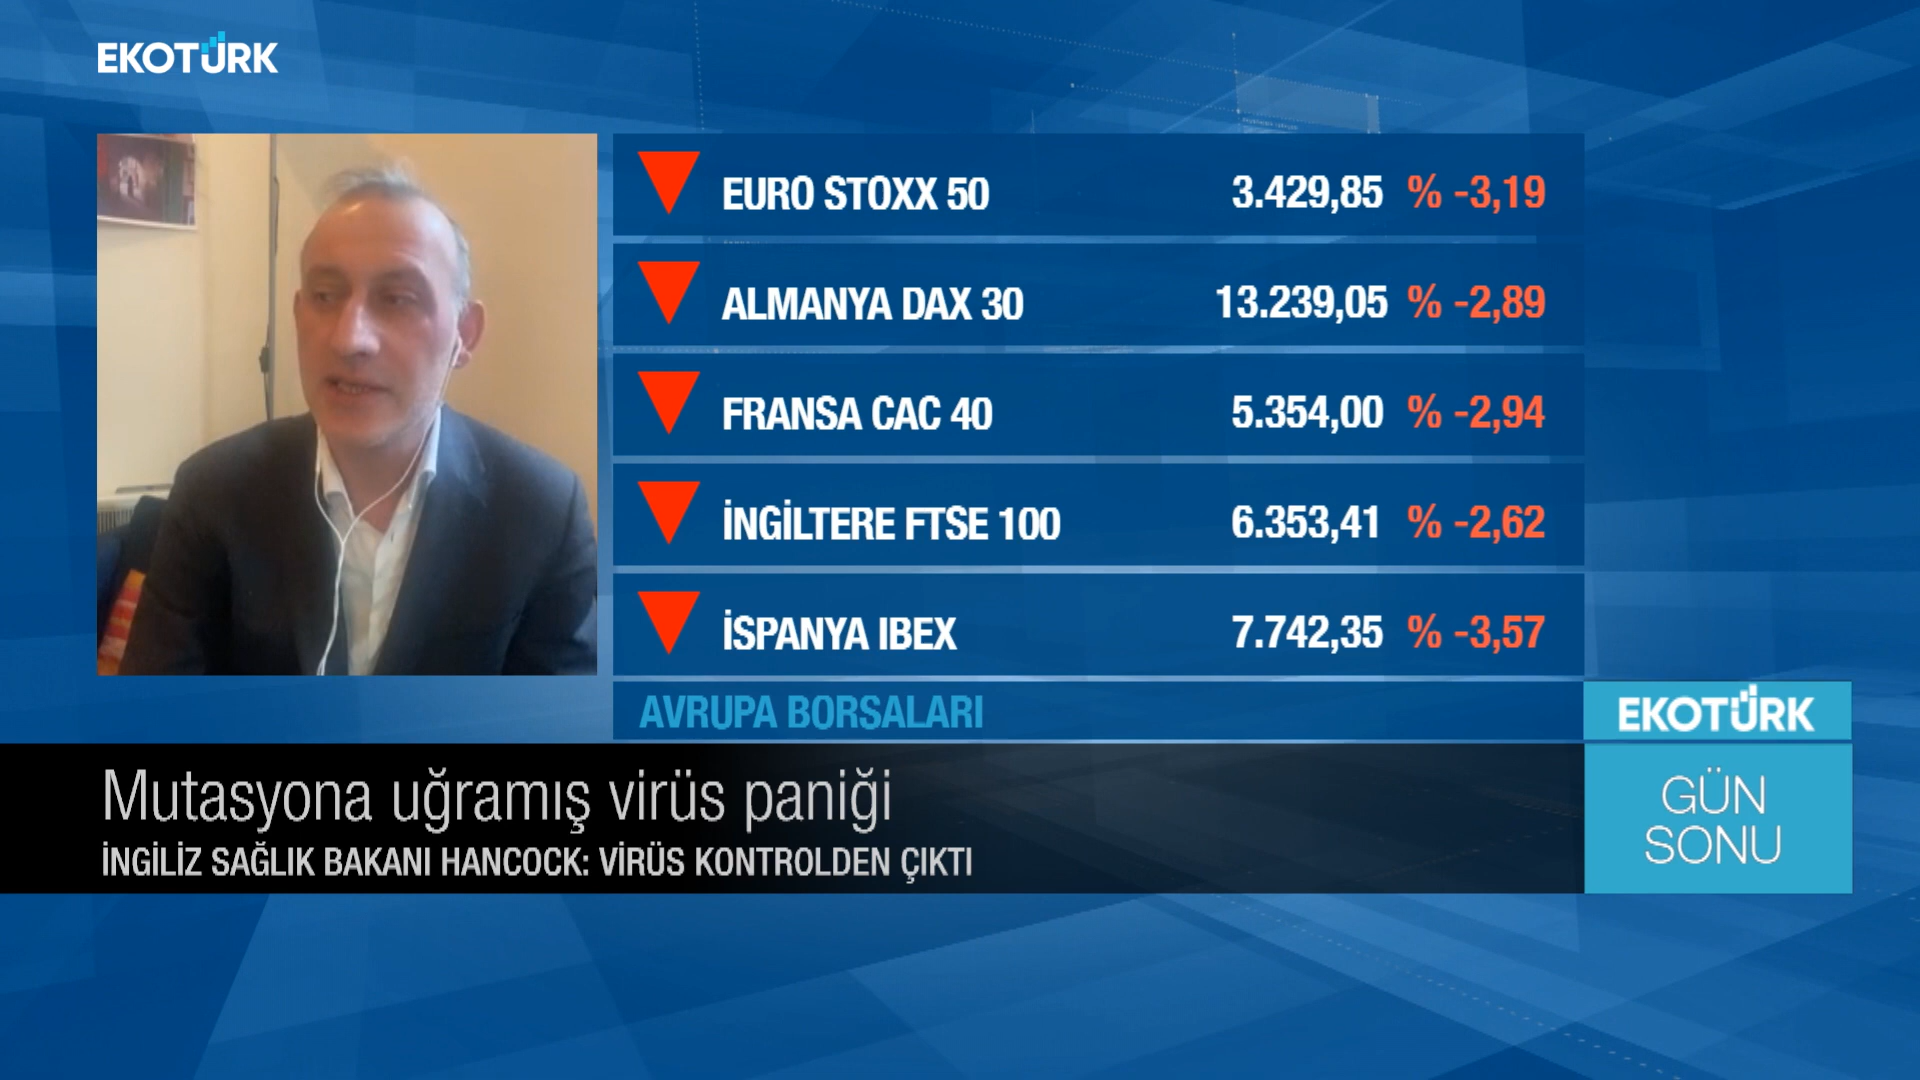 EKOTÜRK
EURO STOXX 50 3.429,85 % -3,19
ALMANYA DAX 30 13.239,05 % -2,89
FRANSA CAC 40 5.354,00 % -2,94
İNGİLTERE FTSE 100 6.353,41 % -2,62
İSPANYA IBEX 7.742,35 % -3,57
AVRUPA BORSALARI
EKOTÜRK
Mutasyona uğramış virüs paniği
İNGİLİZ SAĞLIK BAKANI HANCOCK: VİRÜS KONTROLDEN ÇIKTI
GÜN
SONU